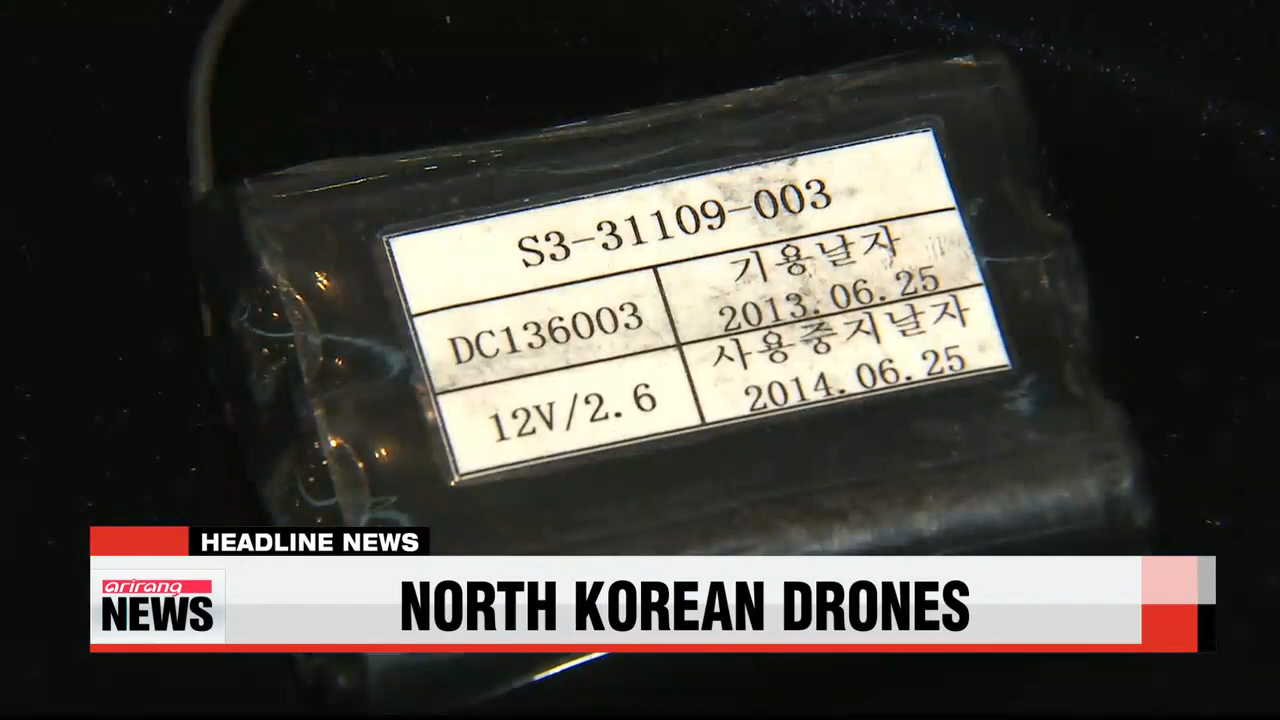 S3-31109-003
DC136003
기용날자
2013.06.25
12V/2.6
사용중지날자
2014.06.25
HEADLINE NEWS
arirang
NEWS
NORTH KOREAN DRONES